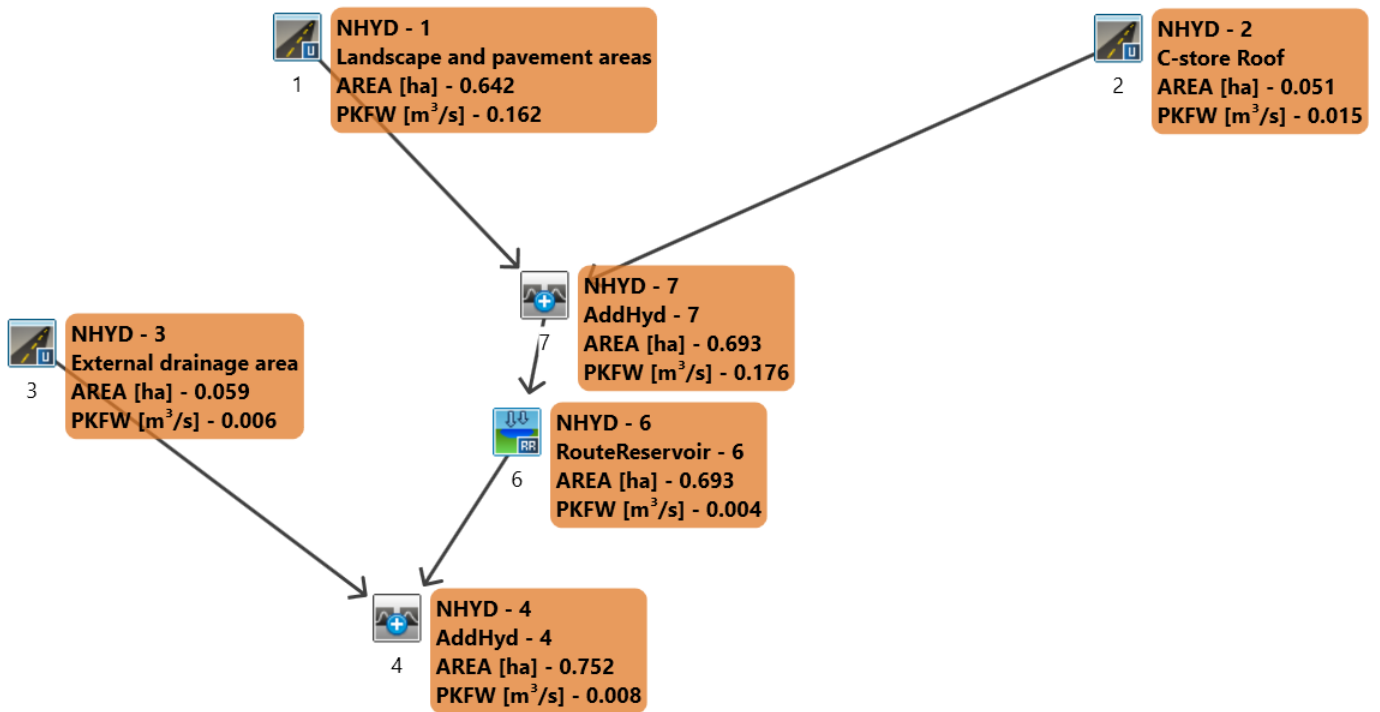 NHYD - 1
Landscape and pavement areas
AREA [ha] - 0.642
PKFW [m³/s] - 0.162
U
1
NHYD - 2
C-store Roof
AREA [ha] - 0.051
PKFW [m³/s] - 0.015
U
2
NHYD - 7
AddHyd - 7
AREA [ha] - 0.693
PKFW [m³/s] - 0.176
7
NHYD - 3
External drainage area
AREA [ha] - 0.059
PKFW [m³/s] - 0.006
U
3
NHYD - 6
RouteReservoir - 6
AREA [ha] - 0.693
PKFW [m³/s] - 0.004
RR
6
NHYD - 4
AddHyd - 4
AREA [ha] - 0.752
PKFW [m³/s] - 0.008
4